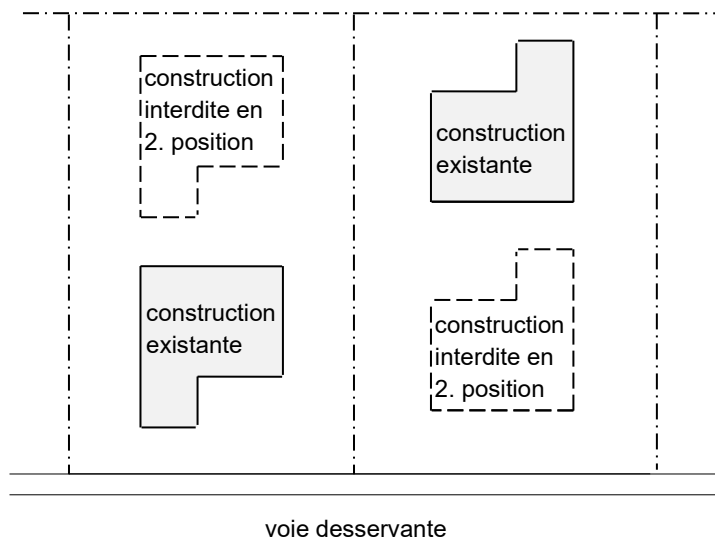 construction
interdite en
2. position
construction
existante
construction
existante
construction
interdite en
2. position
voie desservante